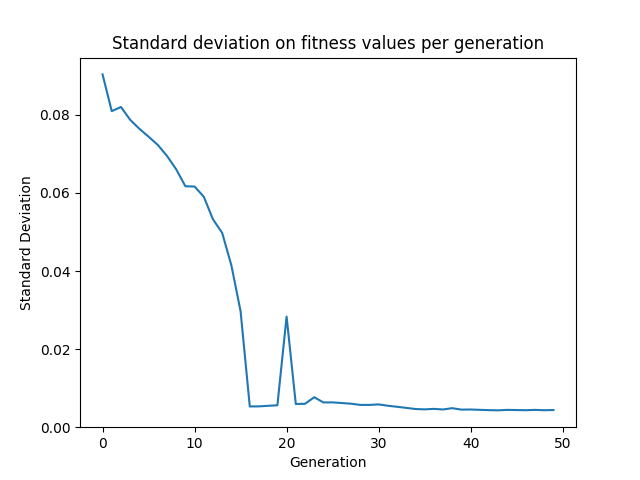 Standard deviation on fitness values per generation
0.08
0.06
0.04
0.02
0.00
Standard Deviation
0 10 20 30 40 50
Generation